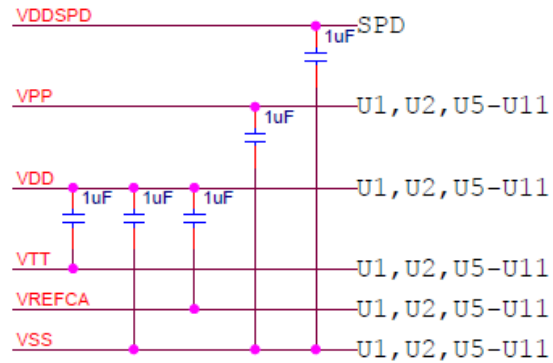 VDDSPD SPD
1uF
VPP U1,U2,U5-U11
1uF
VDD U1,U2,U5-U11
1uF 1uF 1uF
VTT U1,U2,U5-U11
VREFCA U1,U2,U5-U11
VSS U1,U2,U5-U11